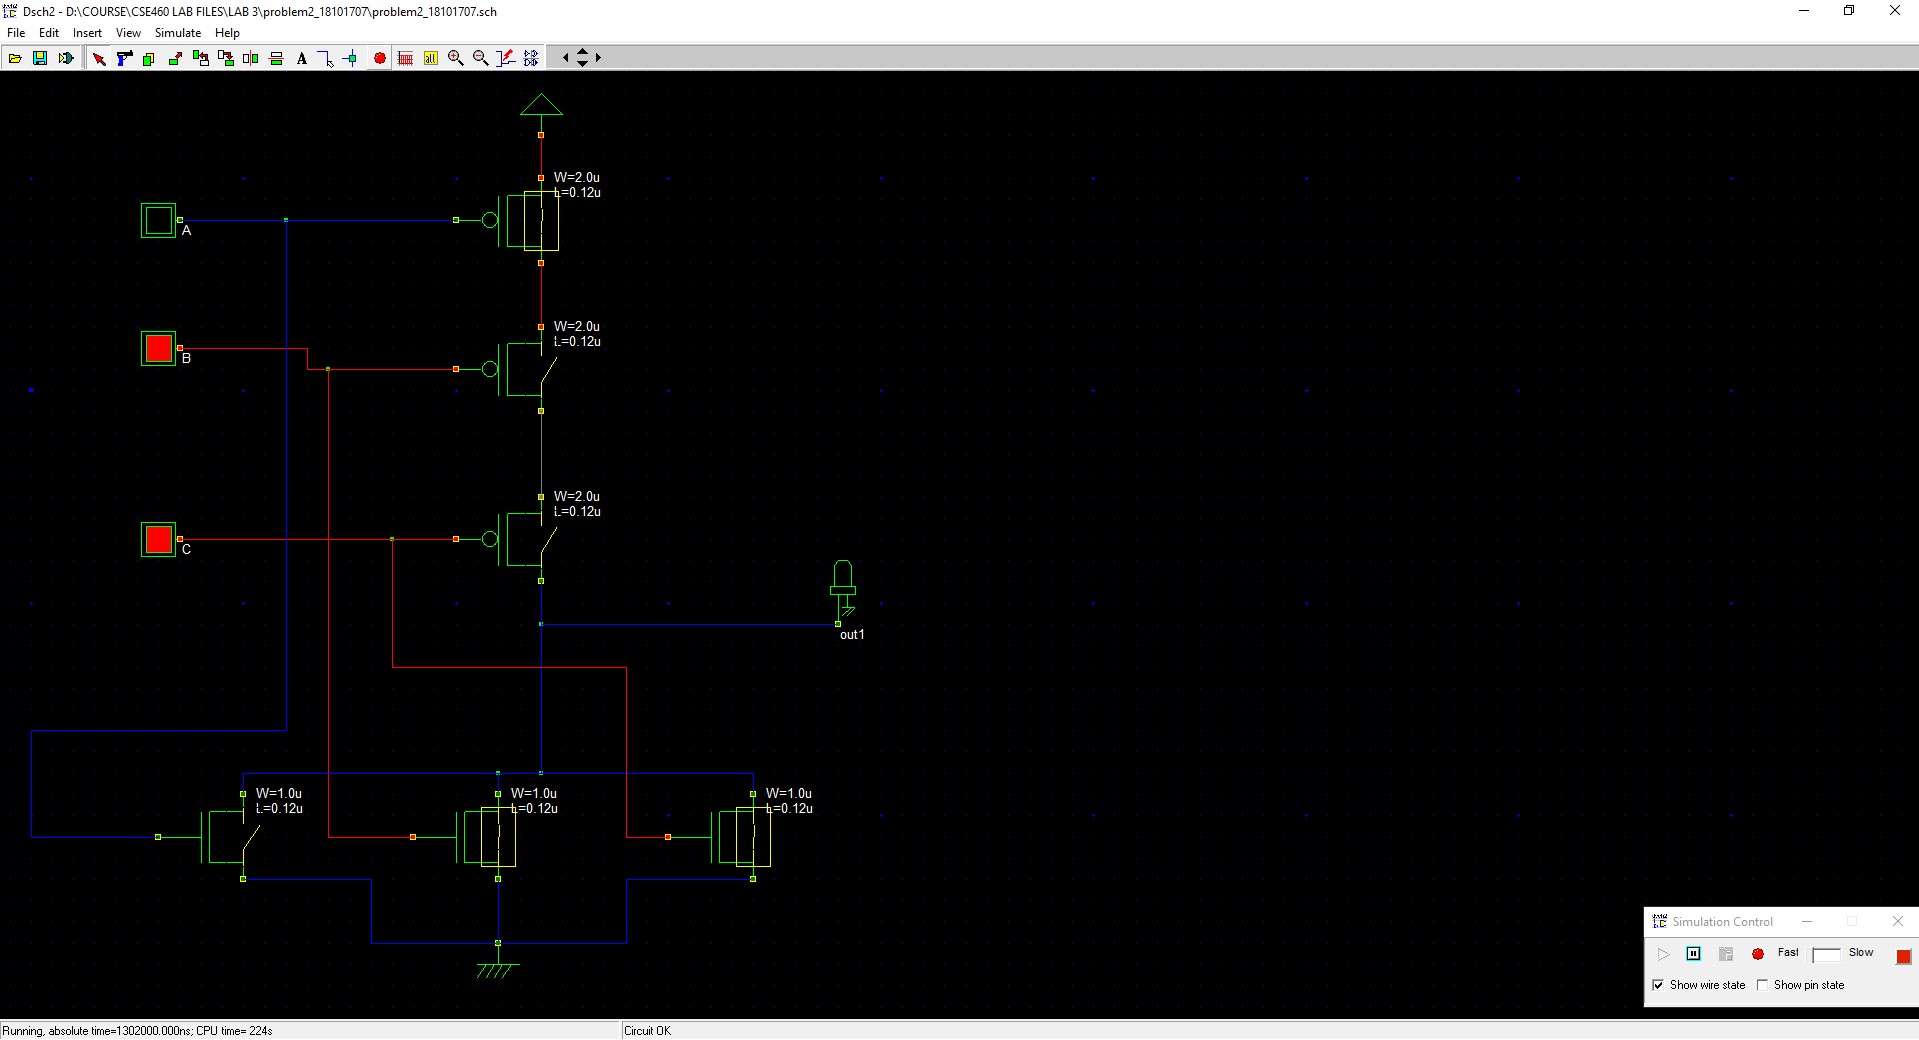 Dsch2 - D:\COURSE\CSE460 LAB FILES\LAB 3\problem2_18101707\problem2_18101707.sch
File Edit Insert View Simulate Help
A all
W=2.0u
L=0.12u
A
W=2.0u
L=0.12u
B
W=2.0u
L=0.12u
C
out1
W=1.0u
L=0.12u
W=1.0u
L=0.12u
W=1.0u
L=0.12u
Simulation Control
Fast Slow
Show wire state Show pin state
Running, absolute time=1302000.000ns; CPU time= 224s
Circuit OK